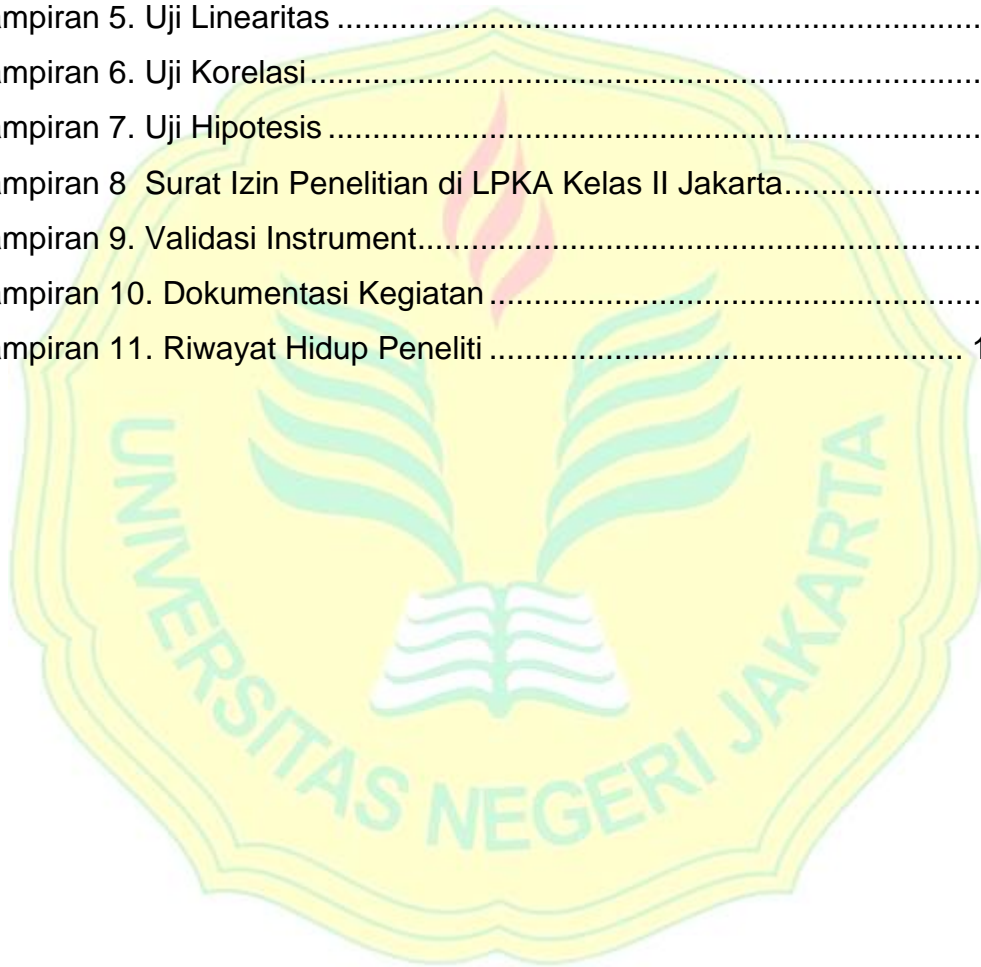 ampiran 5. Uji Linearitas ........................................................................
ampiran 6. Uji Korelasi ...........................................................................
ampiran 7. Uji Hipotesis .........................................................................
ampiran 8  Surat Izin Penelitian di LPKA Kelas II Jakarta......................
ampiran 9. Validasi Instrument...............................................................
ampiran 10. Dokumentasi Kegiatan .......................................................
ampiran 11. Riwayat Hidup Peneliti ..................................................... 1
UNIVERSITAS NEGERI JAKARTA